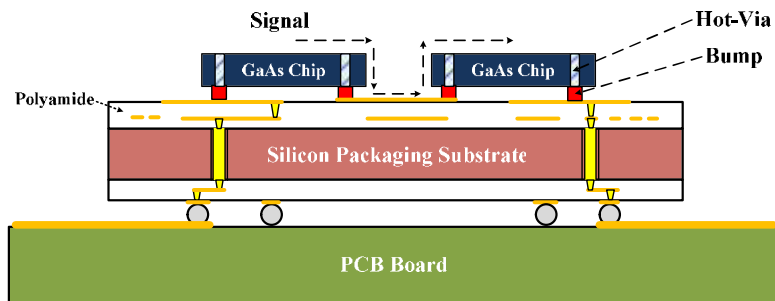 Signal
Hot-Via
GaAs Chip
GaAs Chip
Bump
Polyamide
Silicon Packaging Substrate
PCB Board